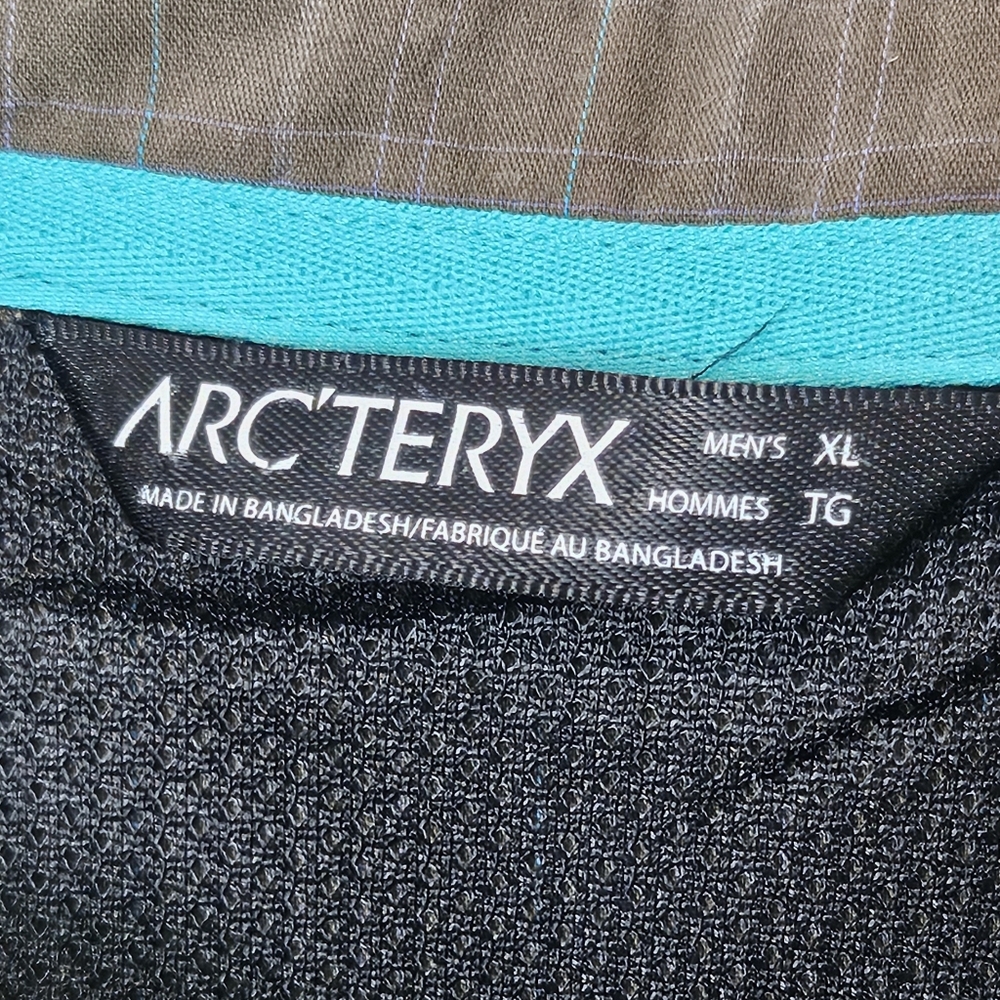 ARC'TERYX MEN'S XL
HOMMES TG
MADE IN BANGLADESH/FABRIQUÉ AU BANGLADESH